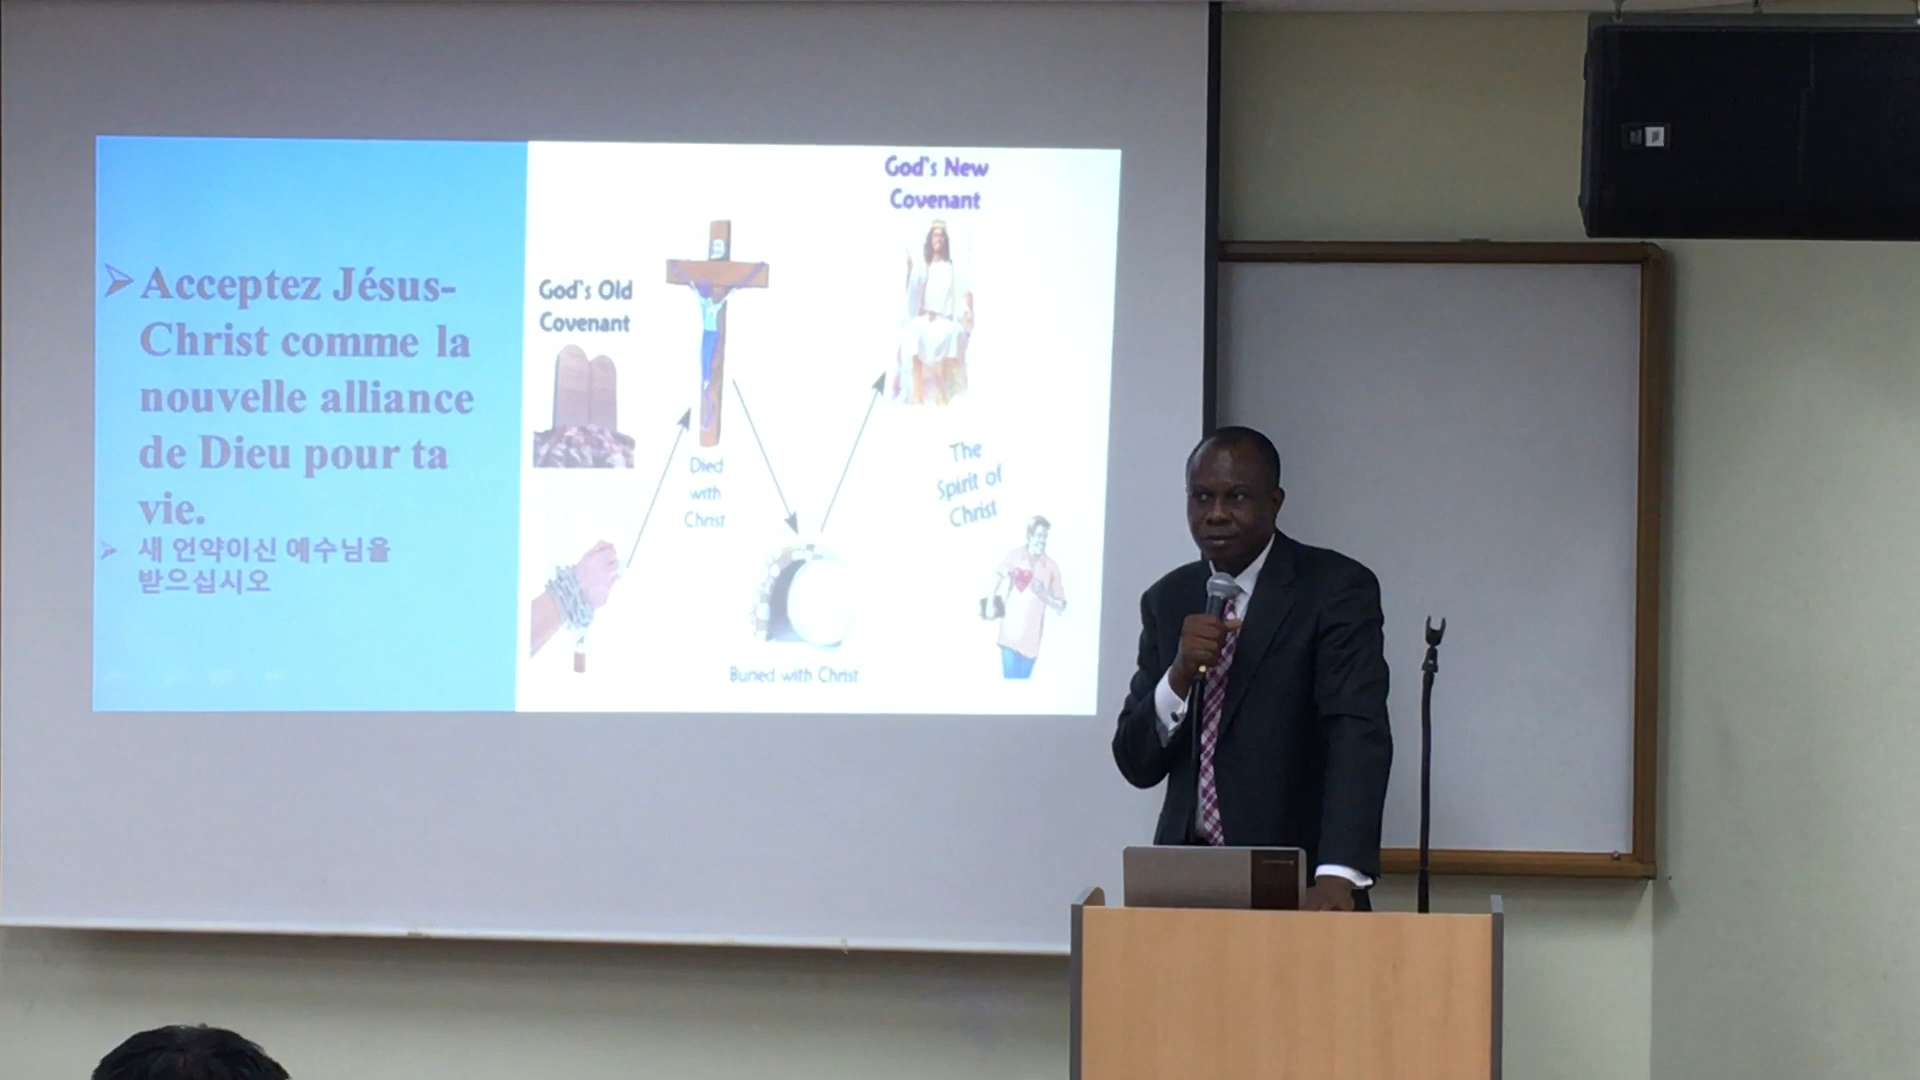 Acceptez Jésus-
Christ comme la
nouvelle alliance
de Dieu pour ta
vie.
새 언약이신 예수님을
받으십시오
God's Old
Covenant
Died
with
Christ
Buried with Christ
God's New
Covenant
The
Spirit of
Christ